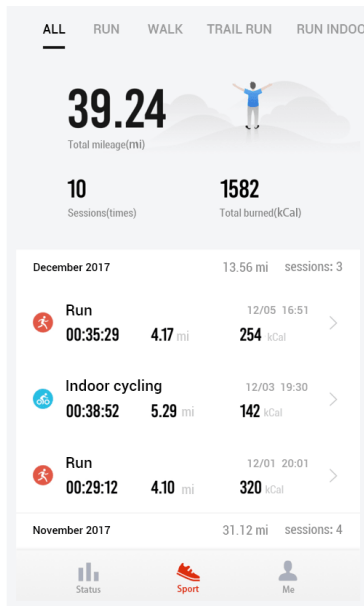 ALL RUN WALK TRAIL RUN RUN INDOO
39.24
Total mileage(mi)
10 1582
Sessions(times) Total burned(kCal)
December 2017 13.56 mi sessions: 3
Run 12/05 16:51
00:35:29 4.17 mi 254 kCal
Indoor cycling 12/03 19:30
00:38:52 5.29 mi 142 kCal
Run 12/01 20:01
00:29:12 4.10 mi 320 kCal
November 2017 31.12 mi sessions: 4
Status Sport Me